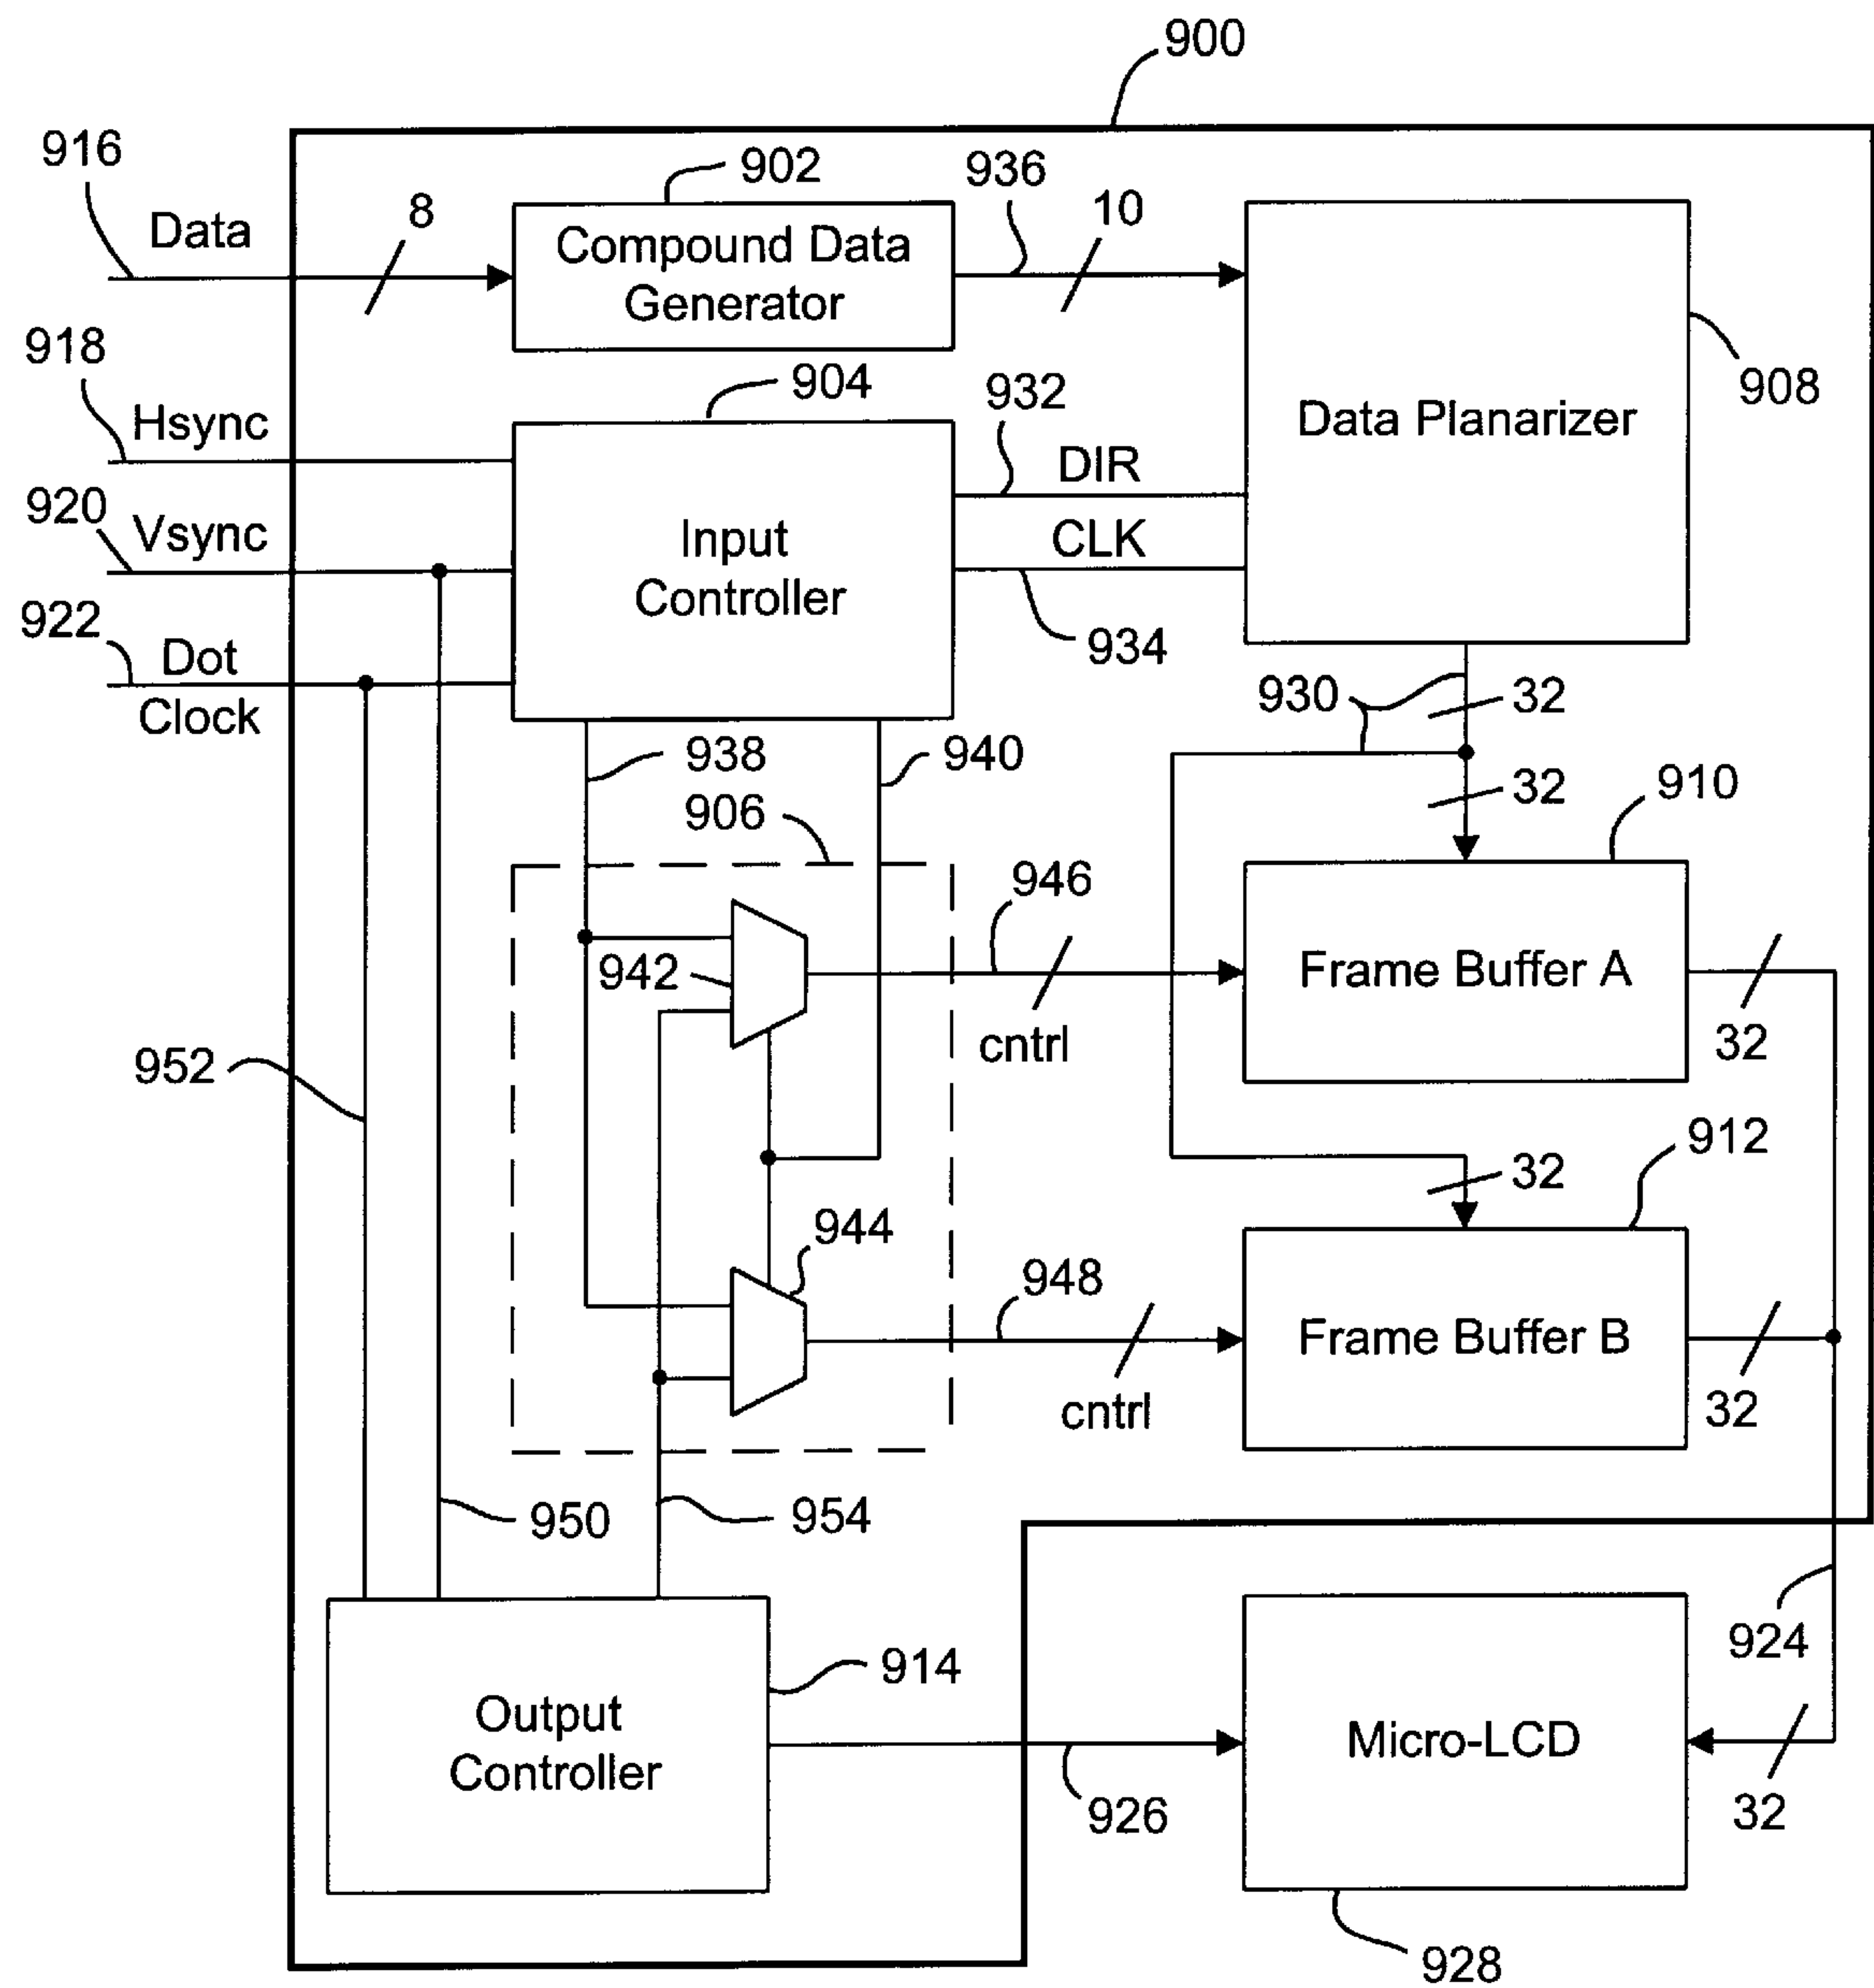 900
916
902
936
8
10
Data
Compound Data
Generator
918
904
932
908
Hsync
DIR
Data Planarizer
920
Vsync
CLK
Input
Controller
922
Dot
Clock
934
930
32
938
940
32
910
906
946
942
Frame Buffer A
cntrl
32
952
912
32
944
948
Frame Buffer B
cntrl
32
950
954
924
914
Output
Controller
Micro-LCD
926
32
928